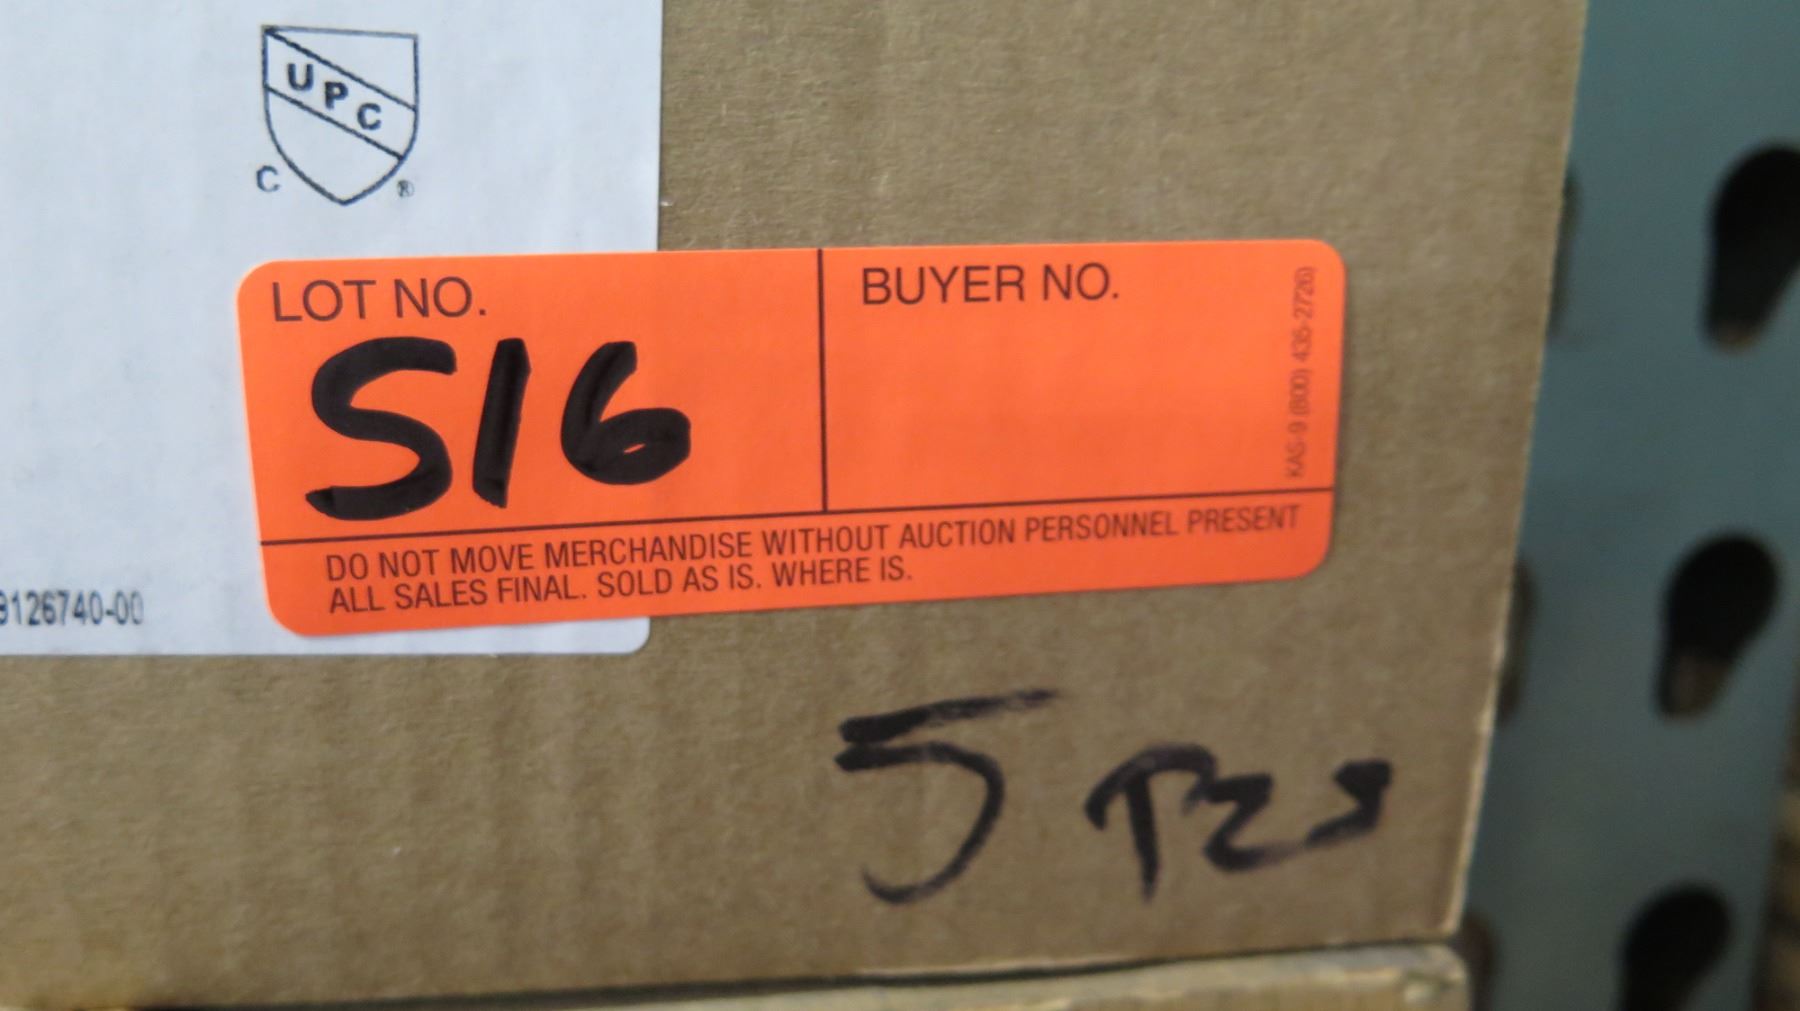 UPC
C ®
LOT NO.
516
BUYER NO.
KAS-9 (800) 435-2726)
DO NOT MOVE MERCHANDISE WITHOUT AUCTION PERSONNEL PRESENT
ALL SALES FINAL. SOLD AS IS. WHERE IS.
9126740-00
5 Pcs